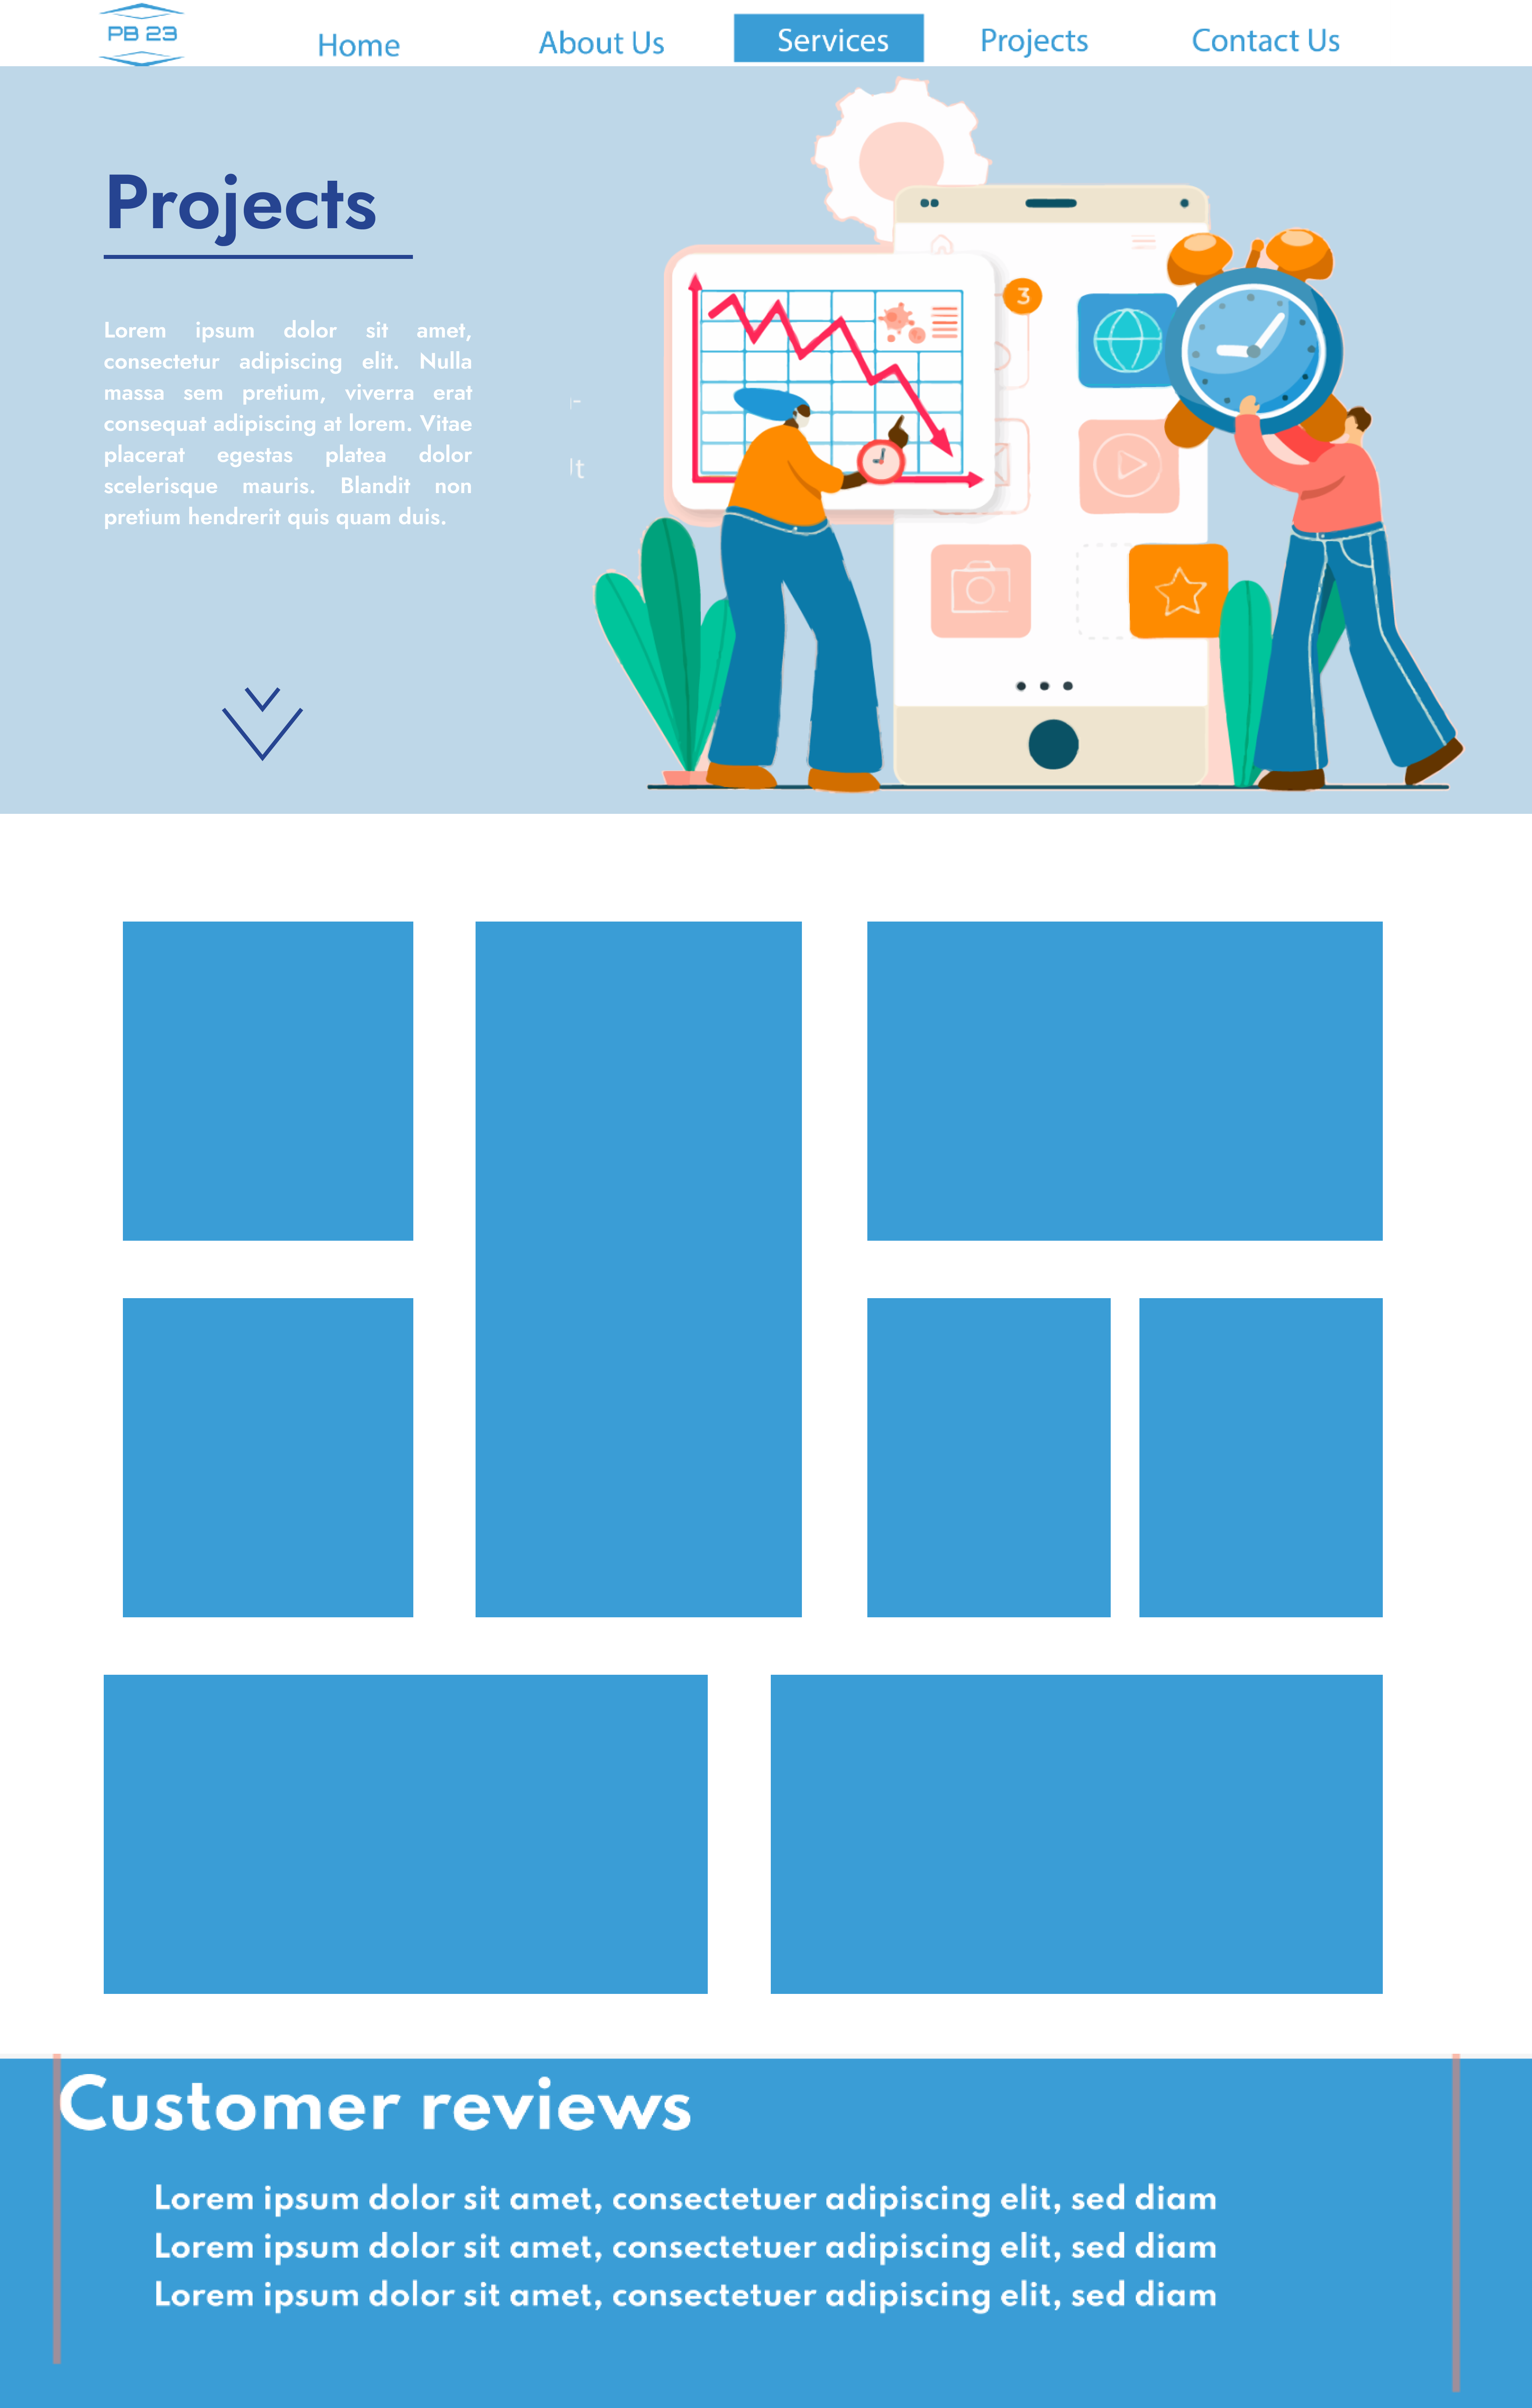 PB 23
Home
About Us
Services
Projects
Contact Us
Projects
Lorem ipsum dolor sit amet,
consectetur adipiscing elit. Nulla
massa sem pretium, viverra erat
consequat adipiscing at lorem. Vitae
placerat egestas platea dolor
scelerisque mauris. Blandit non
pretium hendrerit quis quam duis.
3
Customer reviews
Lorem ipsum dolor sit amet, consectetuer adipiscing elit, sed diam
Lorem ipsum dolor sit amet, consectetuer adipiscing elit, sed diam
Lorem ipsum dolor sit amet, consectetuer adipiscing elit, sed diam